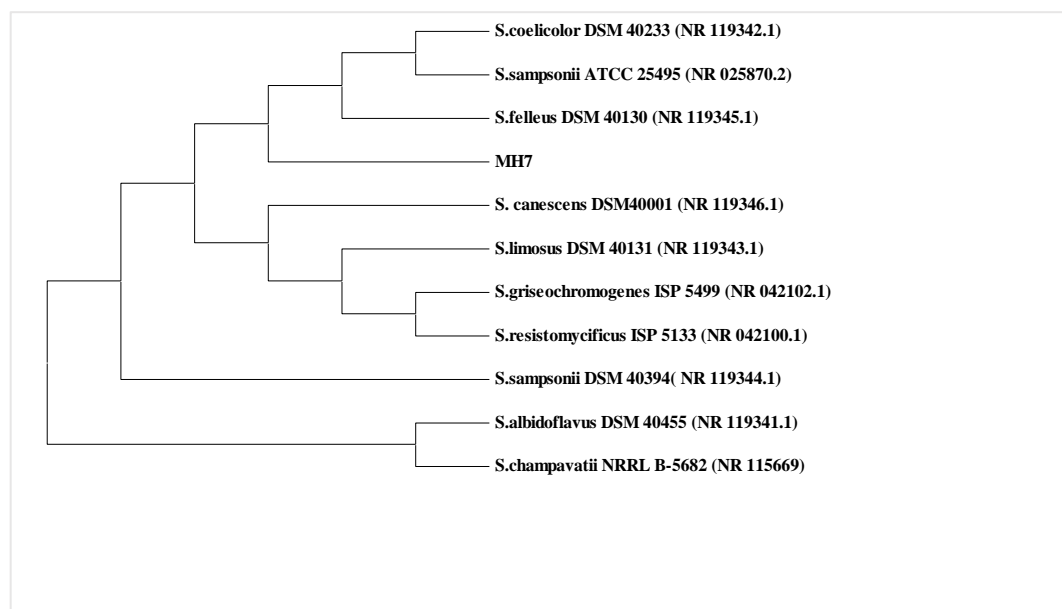 S.coelicolor DSM 40233 (NR 119342.1)
S.sampsonii ATCC 25495 (NR 025870.2)
S.felleus DSM 40130 (NR 119345.1)
MH7
S. canescens DSM40001 (NR 119346.1)
S.limosus DSM 40131 (NR 119343.1)
S.griseochromogenes ISP 5499 (NR 042102.1)
S.resistomycificus ISP 5133 (NR 042100.1)
S.sampsonii DSM 40394( NR 119344.1)
S.albidoflavus DSM 40455 (NR 119341.1)
S.champavatii NRRL B-5682 (NR 115669)